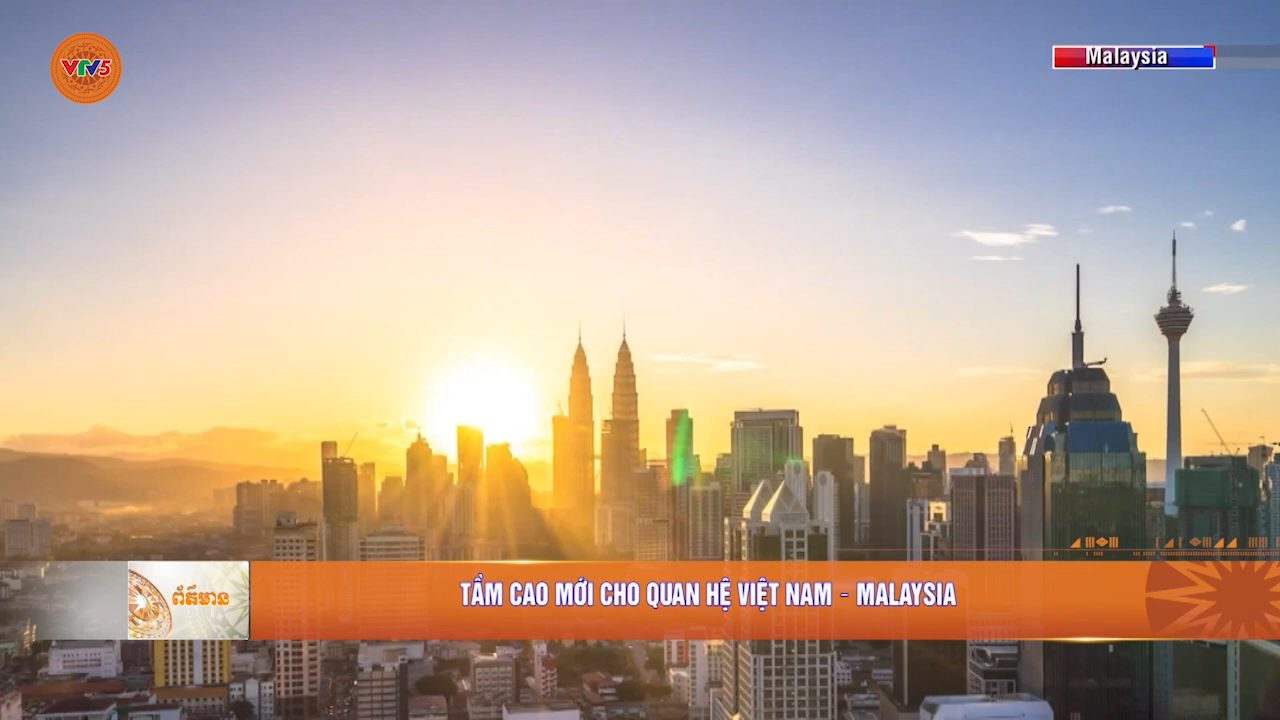 VTV5
Malaysia
TẦM CAO MỚI CHO QUAN HỆ VIỆT NAM - MALAYSIA
ព័ត៌មាន